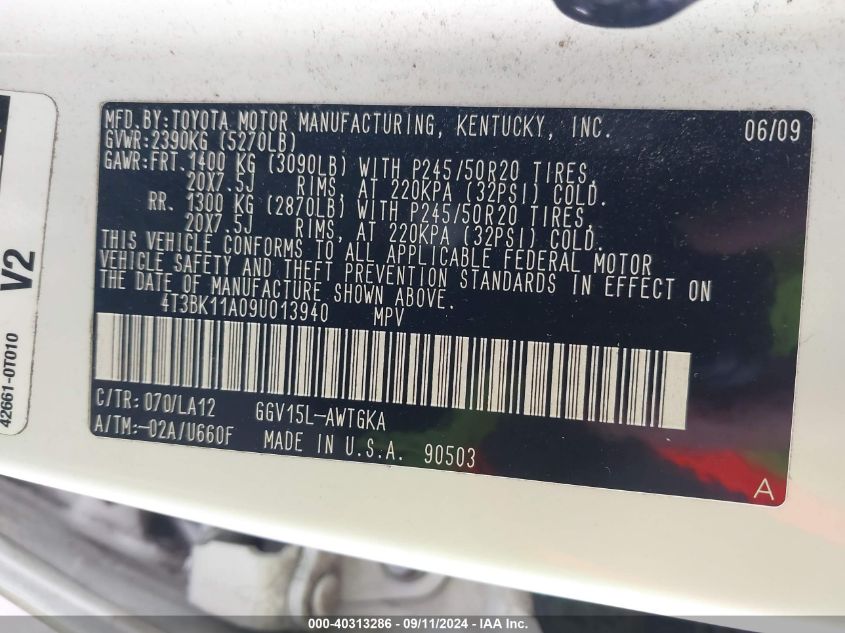 MFD. BY: TOYOTA MOTOR MANUFACTURING, KENTUCKY, INC. 06/09
GVWR: 2390KG (5270LB)
GAWR: FRT. 1400 KG (3090LB) WITH P245/50R20 TIRES,
20X7.5J RIMS, AT 220KPA (32PSI) COLD.
RR. 1300 KG (2870LB) WITH P245/50R20 TIRES,
20X7.5J RIMS, AT 220KPA (32PSI) COLD.
THIS VEHICLE CONFORMS TO ALL APPLICABLE FEDERAL MOTOR
VEHICLE SAFETY AND THEFT PREVENTION STANDARDS IN EFFECT ON
THE DATE OF MANUFACTURE SHOWN ABOVE.
4T3BK11A09U013940 MPV
C/TR: 070/LA12 GGV15L-AWTGKA
A/TM:-02A/U660F MADE IN U.S.A. 90503
A
V2
42661-0T010
000-40313286 - 09/11/2024 - IAA Inc.